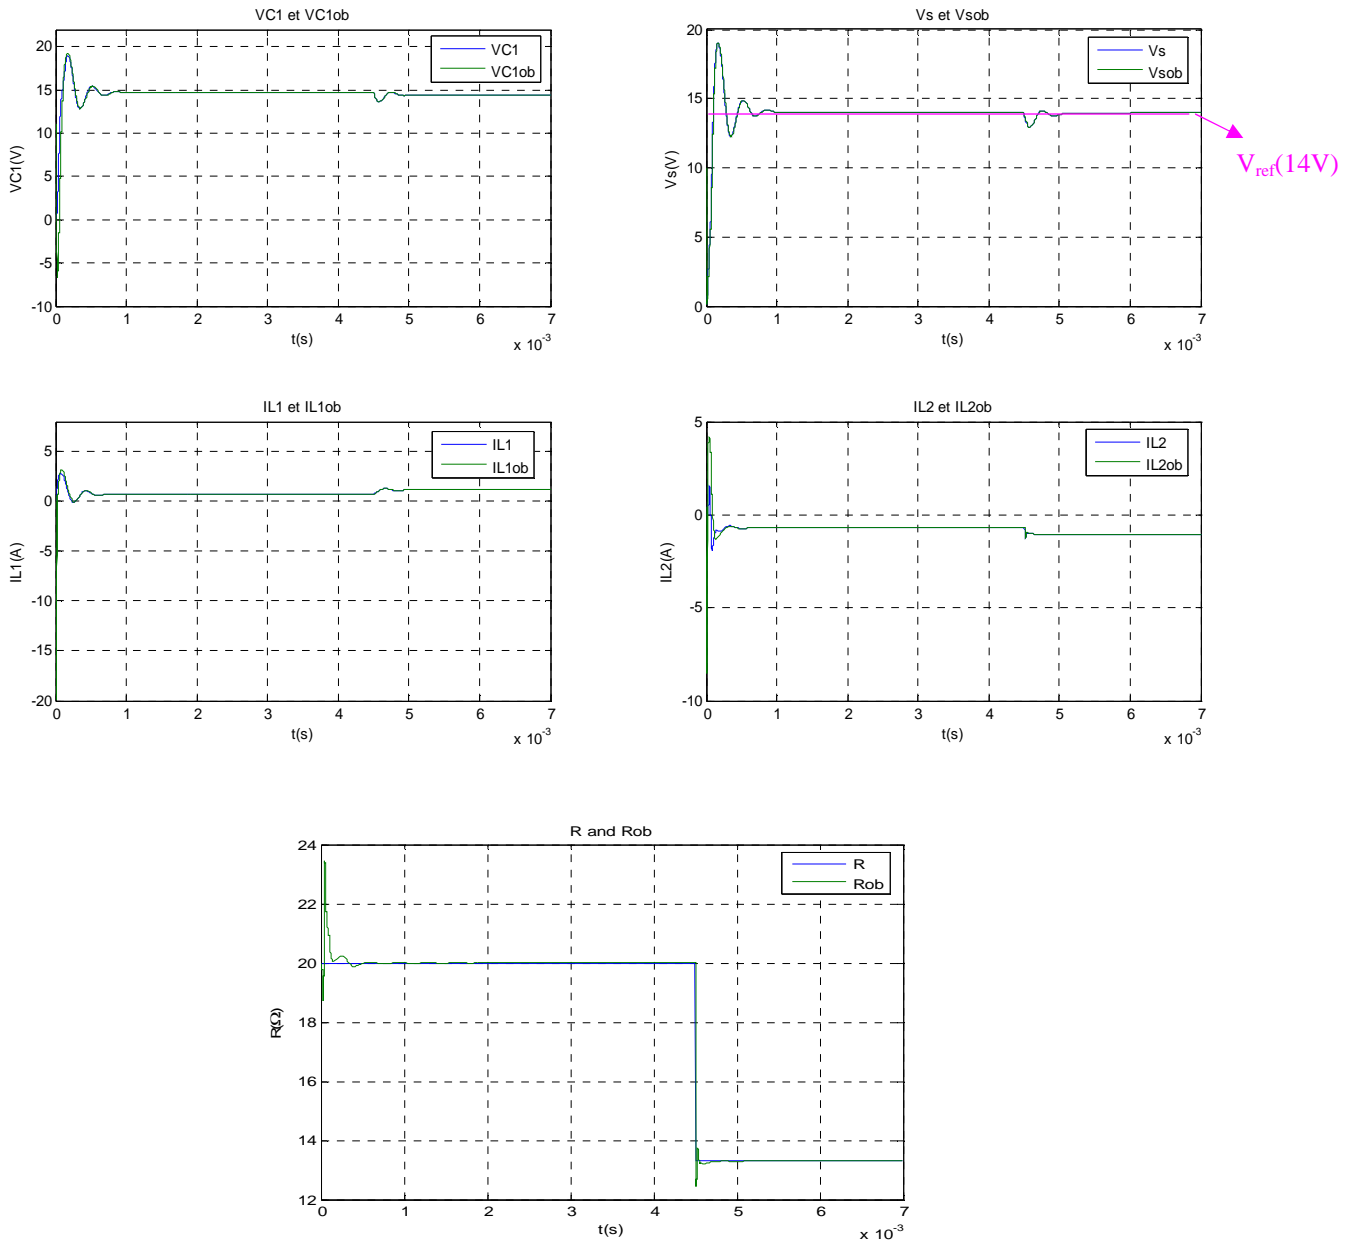 VC1 et VC1ob
VC1
VC1ob
VC1(V)
20
15
10
5
0
-5
-10
0 1 2 3 4 5 6 7
t(s)
x 10-3
Vs et Vsob
Vs
Vsob
Vs(V)
20
15
10
5
0
0 1 2 3 4 5 6 7
t(s)
x 10-3
Vref(14V)
IL1 et IL1ob
IL1
IL1ob
IL1(A)
5
0
-5
-10
-15
-20
0 1 2 3 4 5 6 7
t(s)
x 10-3
IL2 et IL2ob
IL2
IL2ob
IL2(A)
5
0
-5
-10
0 1 2 3 4 5 6 7
t(s)
x 10-3
R and Rob
R
Rob
R(Ω)
24
22
20
18
16
14
12
0 1 2 3 4 5 6 7
t(s)
x 10-3